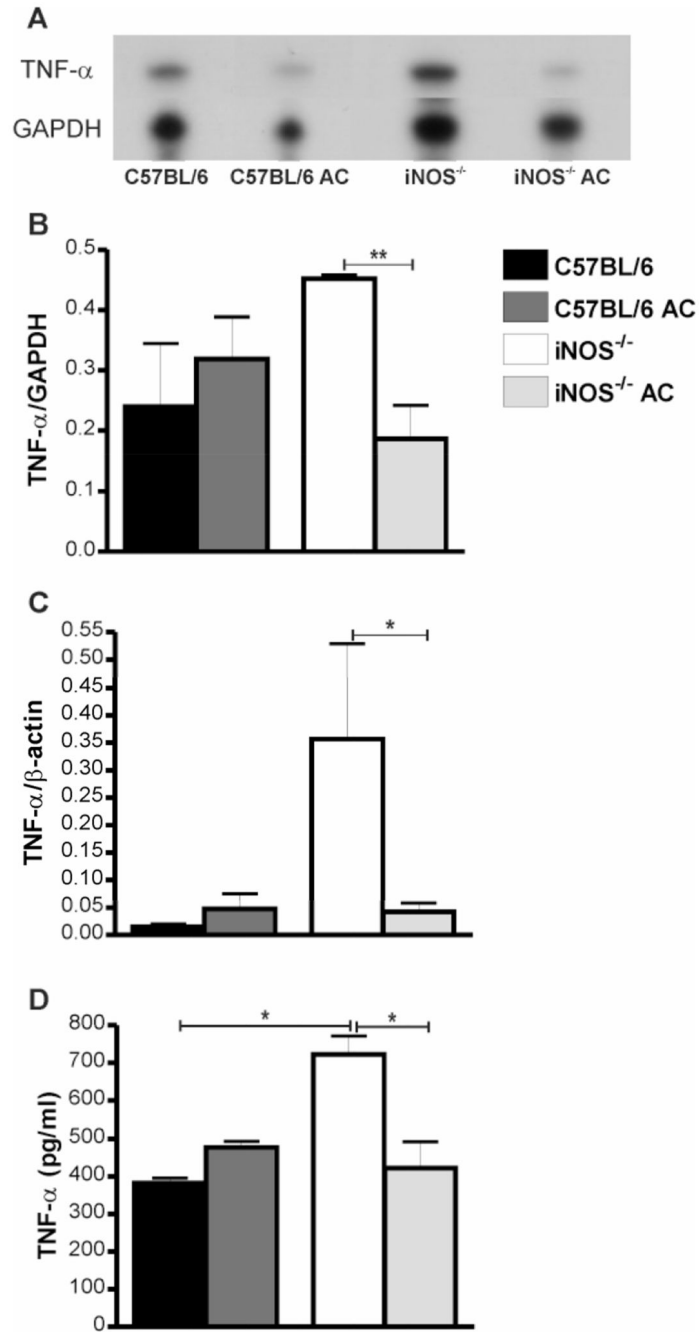 A
TNF-α
GAPDH
C57BL/6 C57BL/6 AC iNOS-/- iNOS-/- AC
B
0.5
0.4
0.3
0.2
0.1
0.0
TNF-α/GAPDH
**
C57BL/6
C57BL/6 AC
iNOS-/-
iNOS-/- AC
C
0.55
0.50
0.45
0.40
0.35
0.30
0.25
0.20
0.15
0.10
0.05
0.00
TNF-α/β-actin
*
D
800
700
600
500
400
300
200
100
0
TNF-α (pg/ml)
* *